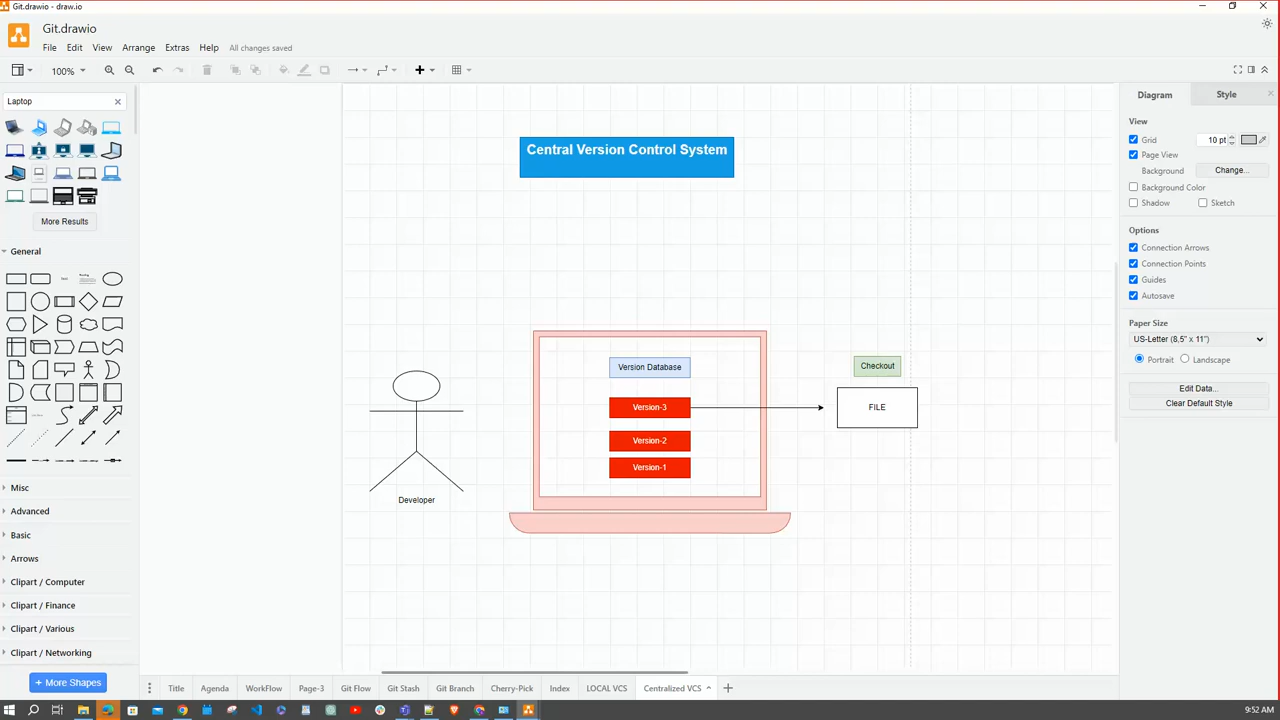 Git.drawio - draw.io
Git.drawio
File Edit View Arrange Extras Help All changes saved
100%
Laptop
More Results
General
Misc
Advanced
Basic
Arrows
Clipart / Computer
Clipart / Finance
Clipart / Various
Clipart / Networking
+ More Shapes
Central Version Control System
Version Database
Version-3
Version-2
Version-1
Developer
Checkout
FILE
Diagram Style
View
Grid 10 pt
Page View
Background Change...
Background Color
Shadow Sketch
Options
Connection Arrows
Connection Points
Guides
Autosave
Paper Size
US-Letter (8,5" x 11")
Portrait Landscape
Edit Data...
Clear Default Style
Title Agenda WorkFlow Page-3 Git Flow Git Stash Git Branch Cherry-Pick Index LOCAL VCS Centralized VCS
9:52 AM